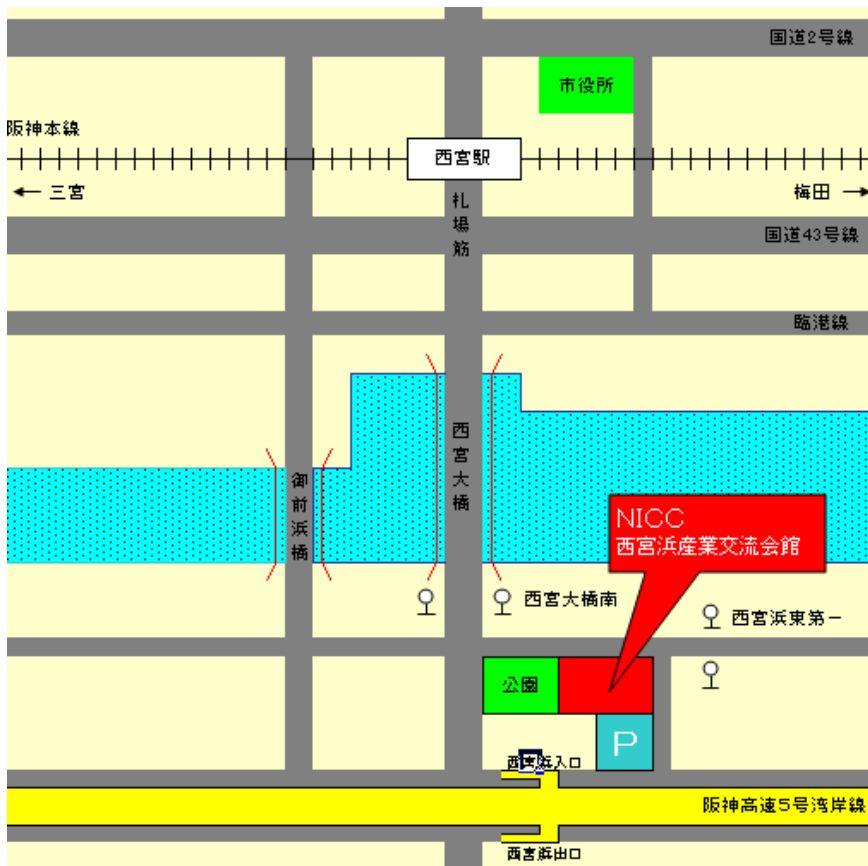 国道2号線
市役所
阪神本線
西宮駅
← 三宮
梅田 →
札場筋
国道43号線
臨港線
西宮大橋
御前浜橋
NICC
西宮浜産業交流会館
西宮大橋南
西宮浜東第一
公園
P
西宮浜入口
阪神高速5号湾岸線
西宮浜出口